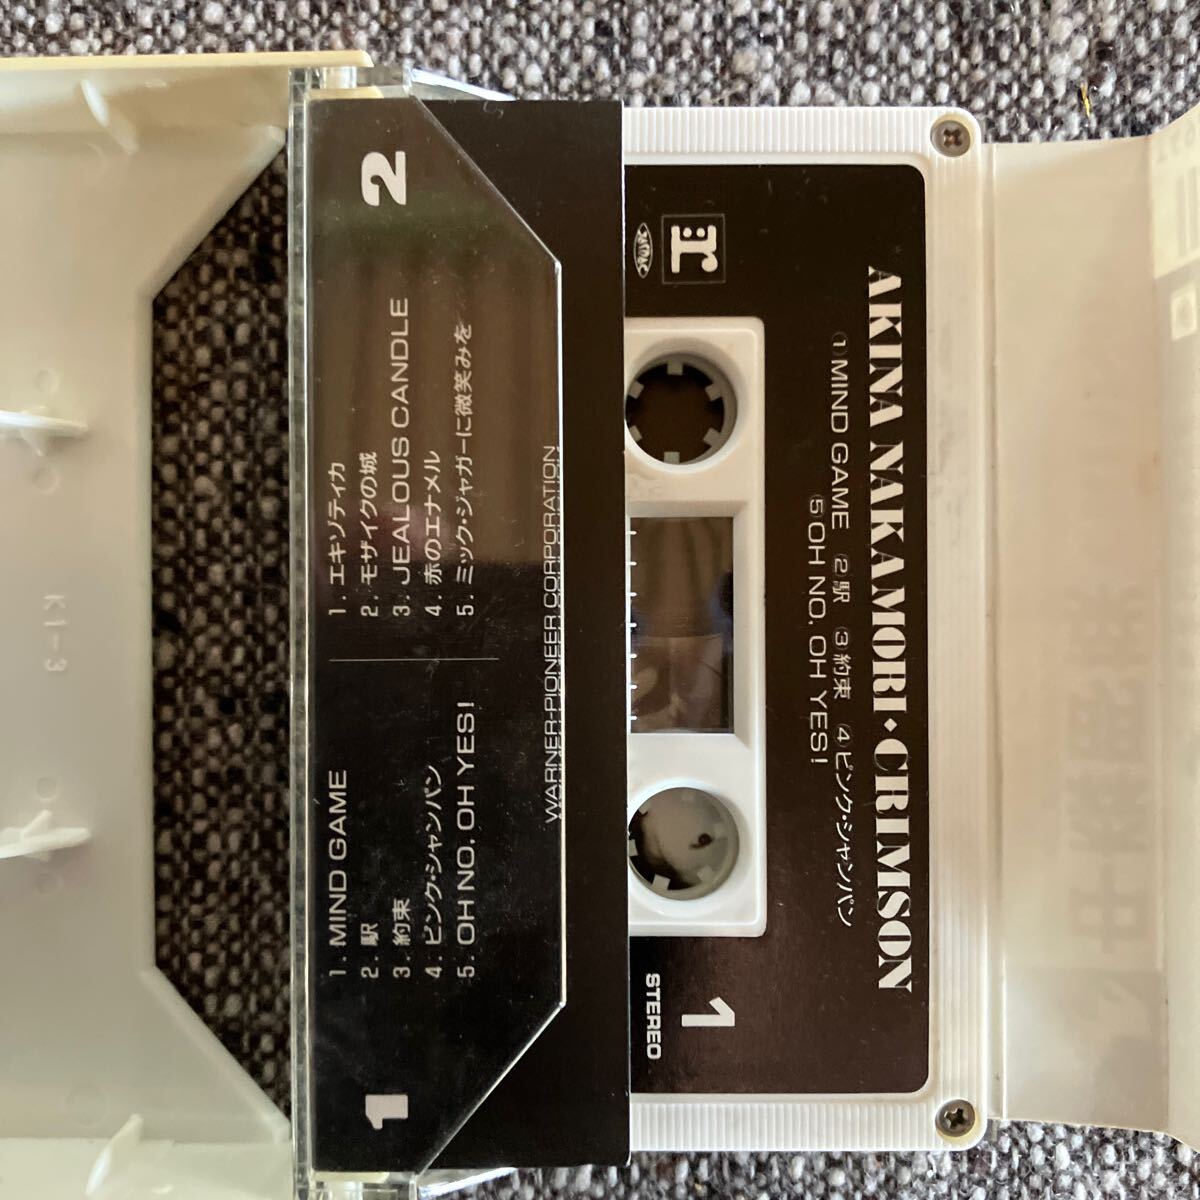 1
1. MIND GAME
2. 駅
3. 約束
4. ピンク・シャンパン
5. OH NO, OH YES!
2
1. エキゾティカ
2. モザイクの城
3. JEALOUS CANDLE
4. 赤のエナメル
5. ミック・ジャガーに微笑みを
WARNER-PIONEER CORPORATION
AKINA NAKAMORI・CRIMSON
①MIND GAME ②駅 ③約束 ④ピンク・シャンパン
⑤OH NO, OH YES!
1
STEREO
r
K1-3